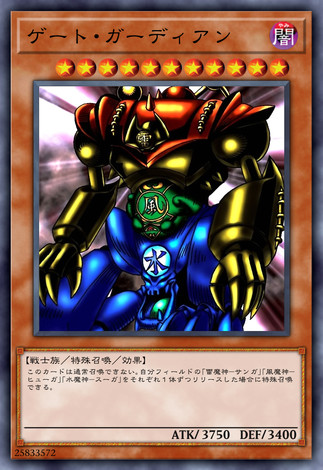 ゲート・ガーディアン
やみ
闇
雷
風
水
【戦士族／特殊召喚／効果】
このカードは通常召喚できない。自分フィールドの「雷魔神－サンガ」「風魔神－
ヒューガ」「水魔神－スーガ」をそれぞれ１体ずつリリースした場合に特殊召喚
できる。
ATK/ 3750 DEF/3400
25833572